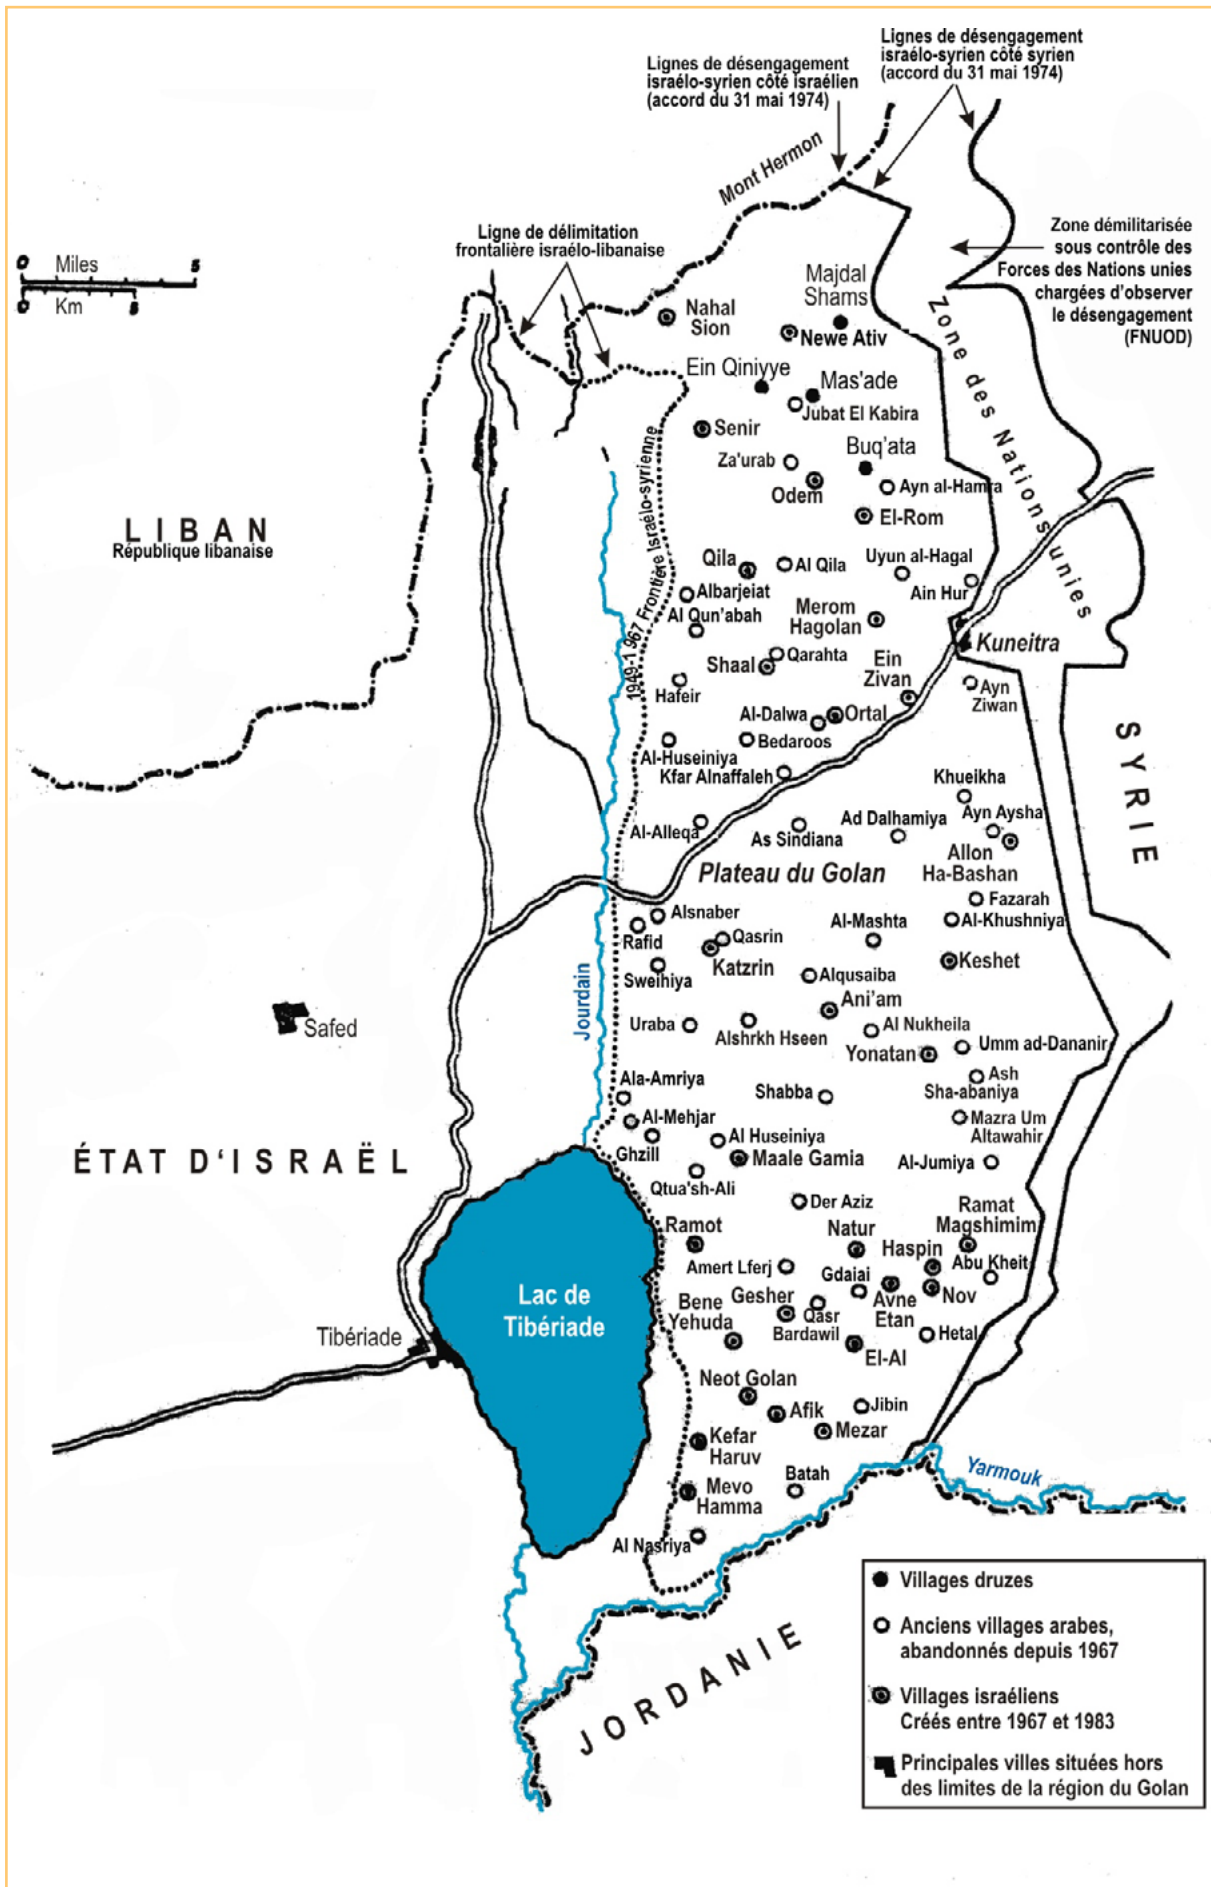 Lignes de désengagement
israélo-syrien côté syrien
(accord du 31 mai 1974)
Lignes de désengagement
israélo-syrien côté israélien
(accord du 31 mai 1974)
Mont Hermon
Ligne de délimitation
frontalière israélo-libanaise
Zone démilitarisée
sous contrôle des
Forces des Nations unies
chargées d'observer
le désengagement
(FNUOD)
0 Miles 5
Km
0 5
Majdal
Shams
Nahal
Sion
Newe Ativ
Zone des Nations unies
Ein Qiniyye
Mas'ade
Jubat El Kabira
Senir
Buq'ata
Za'urab
Odem
Ayn al-Hamra
El-Rom
LIBAN
République libanaise
1949-1 967 Frontière Israélo-syrienne
Qila
Al Qila
Uyun al-Hagal
Ain Hur
Albarjeiat
Al Qun'abah
Merom
Hagolan
Kuneitra
Qarahta
Shaal
Ein
Zivan
Hafeir
Ayn
Ziwan
Al-Dalwa
Ortal
Bedaroos
Al-Huseiniya
Kfar Alnaffaleh
SYRIE
Khueikha
Ayn Aysha
Ad Dalhamiya
Al-Alleqa
As Sindiana
Allon
Ha-Bashan
Plateau du Golan
Fazarah
Alsnaber
Al-Mashta
Al-Khushniya
Rafid
Qasrin
Katzrin
Keshet
Sweihiya
Alqusaiba
Jourdain
Ani'am
Safed
Uraba
Alshrkh Hseen
Al Nukheila
Yonatan
Umm ad-Dananir
Ala-Amriya
Shabba
Ash
Sha-abaniya
Al-Mehjar
Mazra Um
Altawahir
Ghzill
Al Huseiniya
Maale Gamia
ÉTAT D'ISRAËL
Al-Jumiya
Qtua'sh-Ali
Der Aziz
Ramat
Magshimim
Ramot
Natur
Haspin
Amert Lferj
Abu Kheit
Gdaiai
Lac de
Tibériade
Bene
Yehuda
Gesher
Qasr
Bardawil
Avne
Etan
Nov
Tibériade
Hetal
El-Al
Neot Golan
Afik
Jibin
Mezar
Kefar
Haruv
Batah
Yarmouk
Mevo
Hamma
Al Nasriya
JORDANIE
Villages druzes
Anciens villages arabes,
abandonnés depuis 1967
Villages israéliens
Créés entre 1967 et 1983
Principales villes situées hors
des limites de la région du Golan